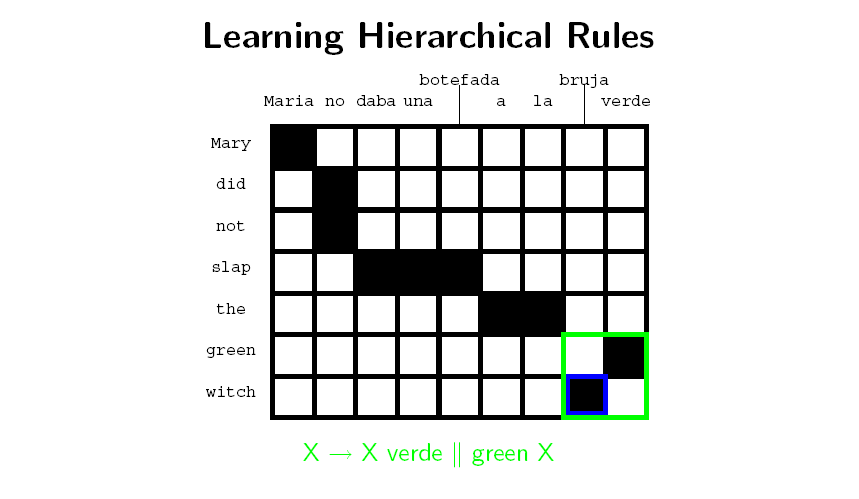 Learning Hierarchical Rules
botefada bruja
Maria no daba una a la verde
Mary
did
not
slap
the
green
witch
X → X verde ∥ green X